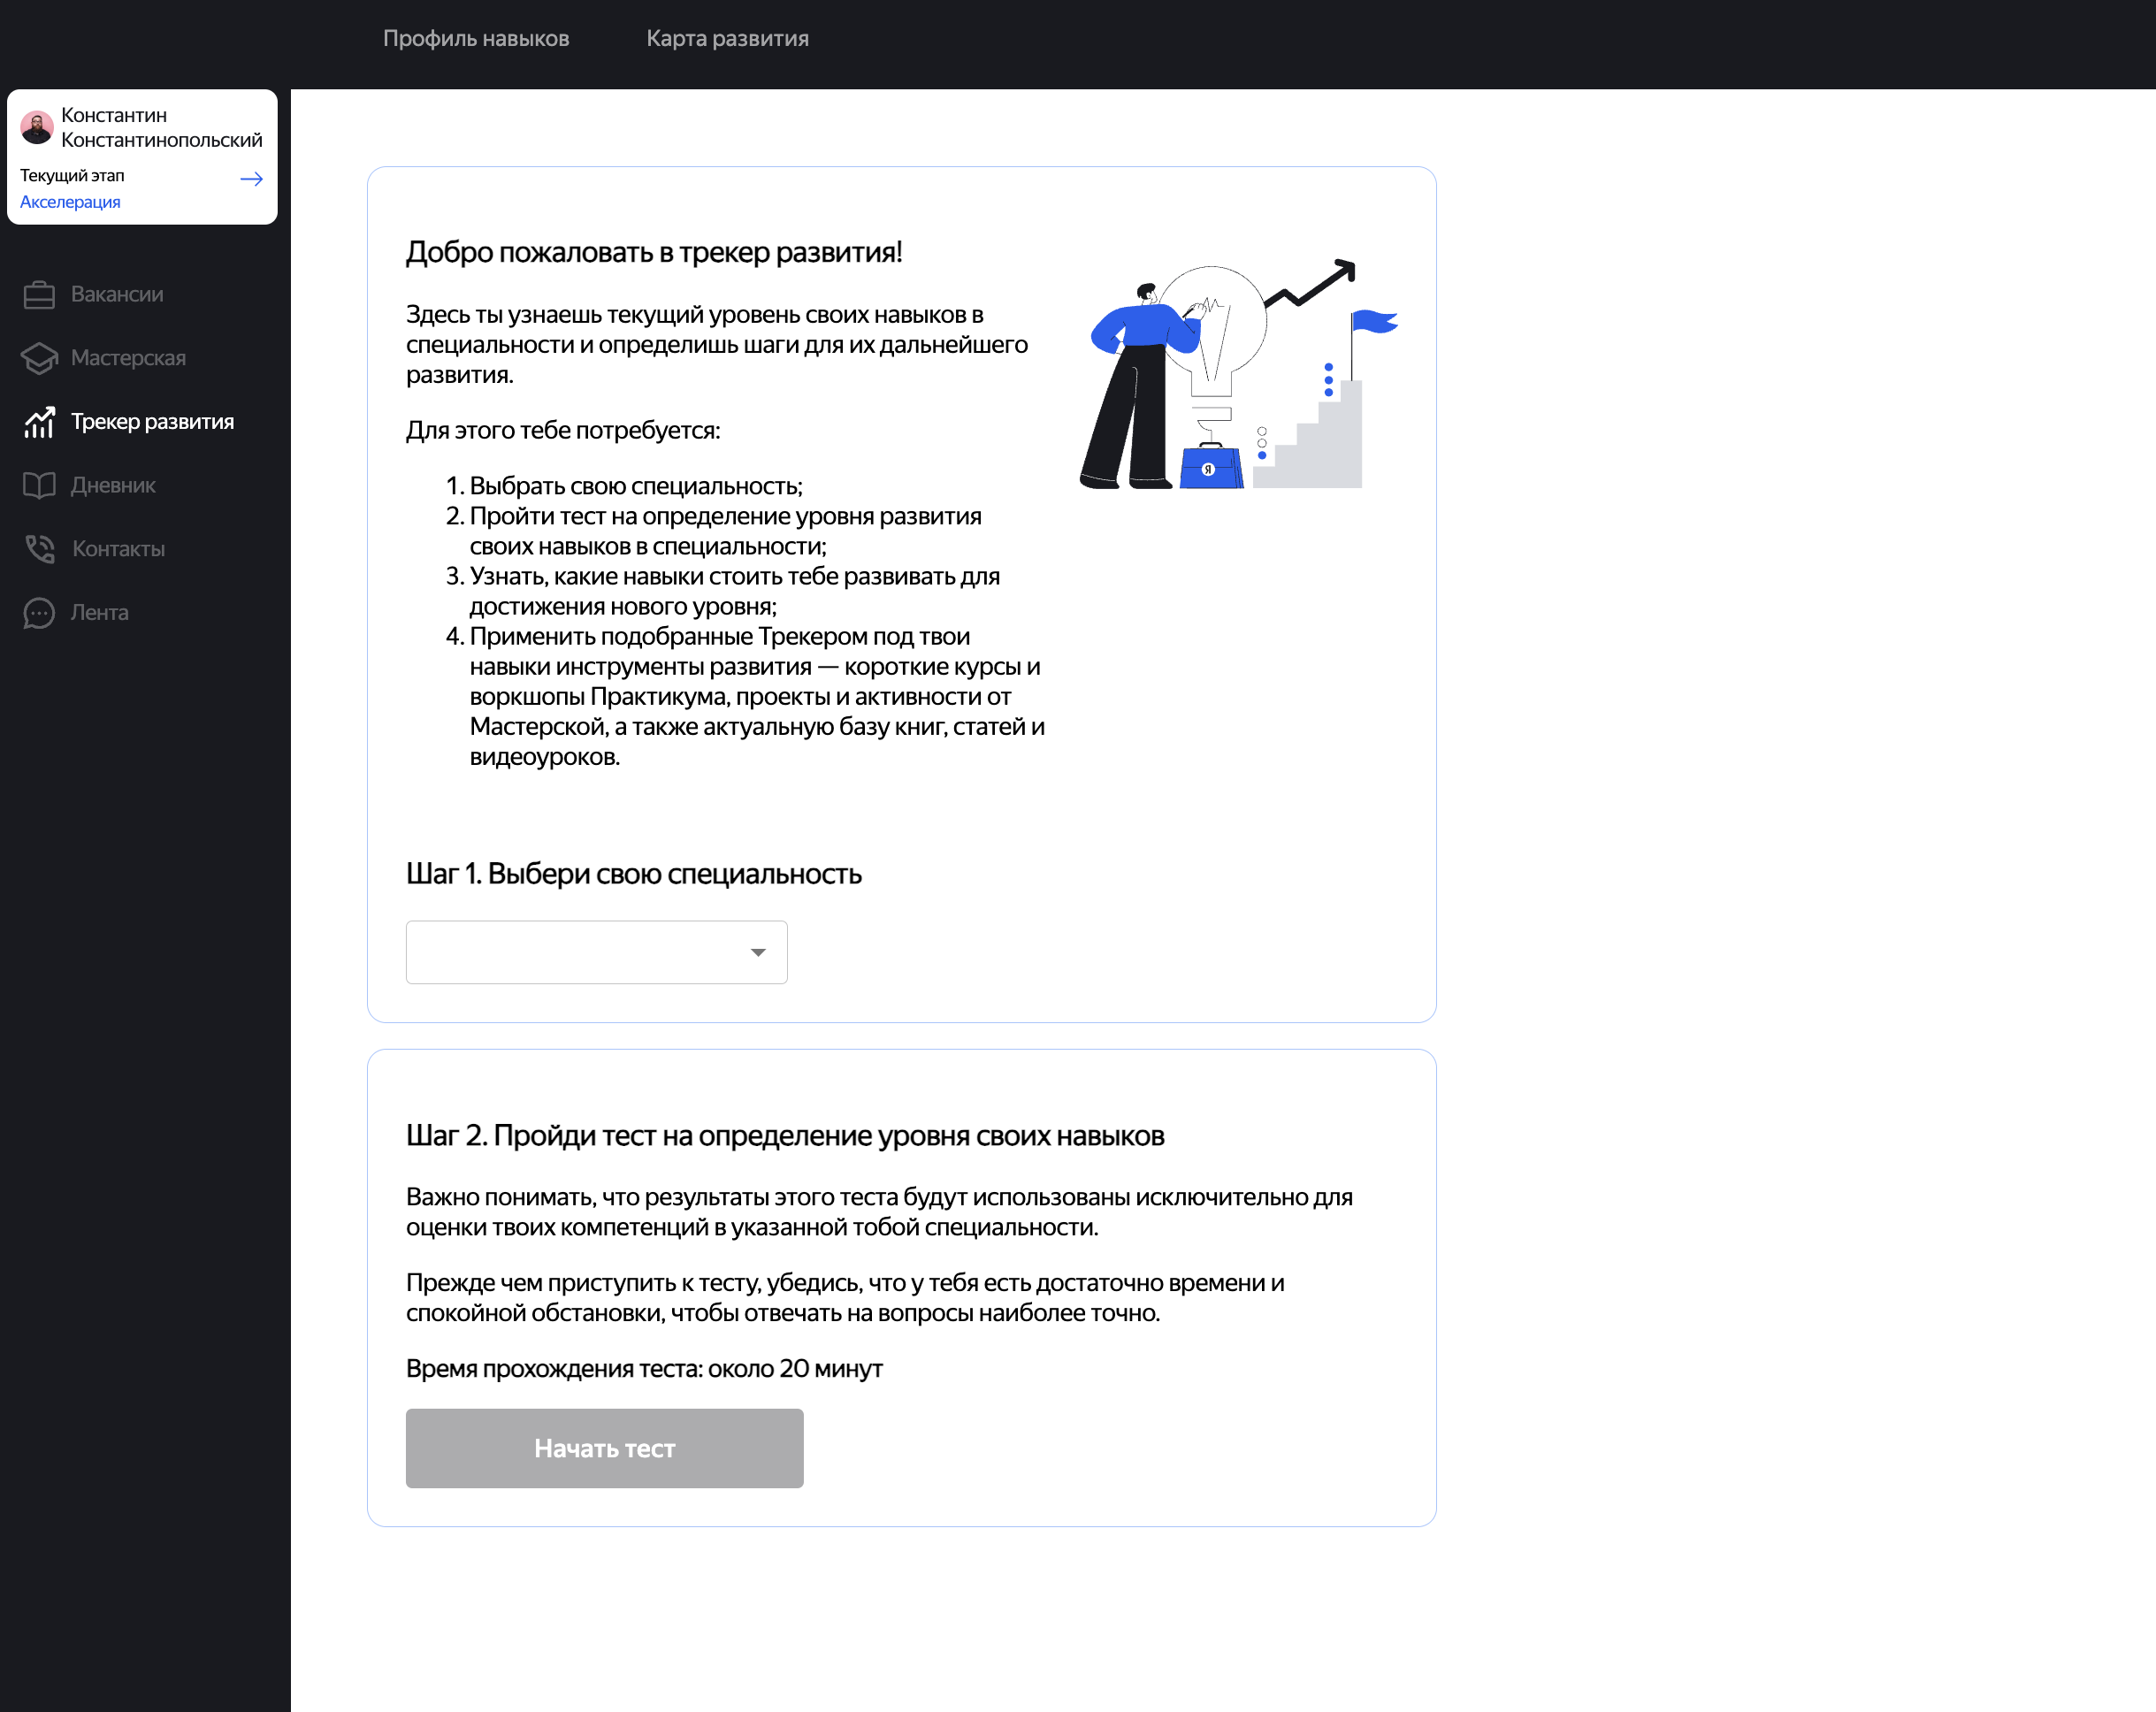 Профиль навыков
Карта развития
Константин
Константинопольский
Текущий этап
Акселерация
Вакансии
Мастерская
Трекер развития
Дневник
Контакты
Лента
Добро пожаловать в трекер развития!
Здесь ты узнаешь текущий уровень своих навыков в
специальности и определишь шаги для их дальнейшего
развития.
Для этого тебе потребуется:
1. Выбрать свою специальность;
2. Пройти тест на определение уровня развития
своих навыков в специальности;
3. Узнать, какие навыки стоить тебе развивать для
достижения нового уровня;
4. Применить подобранные Трекером под твои
навыки инструменты развития — короткие курсы и
воркшопы Практикума, проекты и активности от
Мастерской, а также актуальную базу книг, статей и
видеоуроков.
Я
Шаг 1. Выбери свою специальность
Шаг 2. Пройди тест на определение уровня своих навыков
Важно понимать, что результаты этого теста будут использованы исключительно для
оценки твоих компетенций в указанной тобой специальности.
Прежде чем приступить к тесту, убедись, что у тебя есть достаточно времени и
спокойной обстановки, чтобы отвечать на вопросы наиболее точно.
Время прохождения теста: около 20 минут
Начать тест